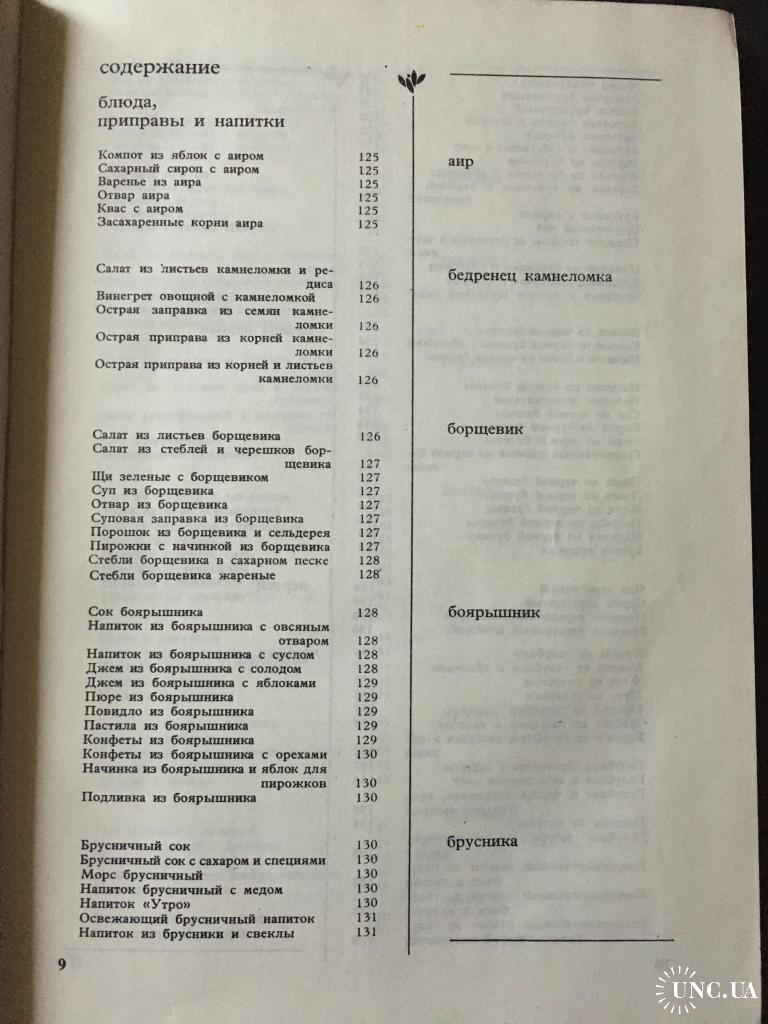 содержание
блюда,
приправы и напитки
аир
Компот из яблок с аиром 125
Сахарный сироп с аиром 125
Варенье из аира 125
Отвар аира 125
Квас с аиром 125
Засахаренные корни аира 125
бедренец камнеломка
Салат из листьев камнеломки и ре-
диса 126
Винегрет овощной с камнеломкой 126
Острая заправка из семян камне-
ломки 126
Острая приправа из корней камне-
ломки 126
Острая приправа из корней и листьев
камнеломки 126
борщевик
Салат из листьев борщевика 126
Салат из стеблей и черешков бор-
щевика 127
Щи зеленые с борщевиком 127
Суп из борщевика 127
Отвар из борщевика 127
Суповая заправка из борщевика 127
Порошок из борщевика и сельдерея 127
Пирожки с начинкой из борщевика 127
Стебли борщевика в сахарном песке 128
Стебли борщевика жареные 128
боярышник
Сок боярышника 128
Напиток из боярышника с овсяным
отваром 128
Напиток из боярышника с суслом 128
Джем из боярышника с солодом 128
Джем из боярышника с яблоками 129
Пюре из боярышника 129
Повидло из боярышника 129
Пастила из боярышника 129
Конфеты из боярышника 129
Конфеты из боярышника с орехами 130
Начинка из боярышника и яблок для
пирожков 130
Подливка из боярышника 130
брусника
Брусничный сок 130
Брусничный сок с сахаром и специями 130
Морс брусничный 130
Напиток брусничный с медом 130
Напиток «Утро» 130
Освежающий брусничный напиток 131
Напиток из брусники и свеклы 131
9
UNC.UA